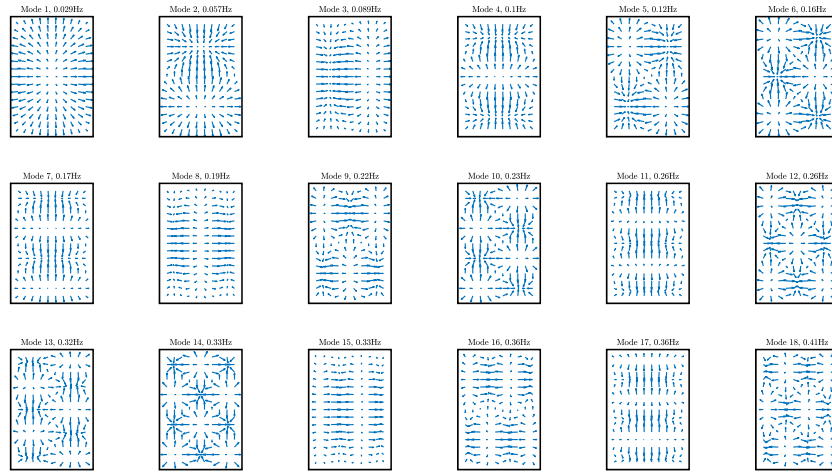 Mode 1, 0.029Hz
Mode 2, 0.057Hz
Mode 3, 0.089Hz
Mode 4, 0.1Hz
Mode 5, 0.12Hz
Mode 6, 0.16Hz
Mode 7, 0.17Hz
Mode 8, 0.19Hz
Mode 9, 0.22Hz
Mode 10, 0.23Hz
Mode 11, 0.26Hz
Mode 12, 0.26Hz
Mode 13, 0.32Hz
Mode 14, 0.33Hz
Mode 15, 0.33Hz
Mode 16, 0.36Hz
Mode 17, 0.36Hz
Mode 18, 0.41Hz